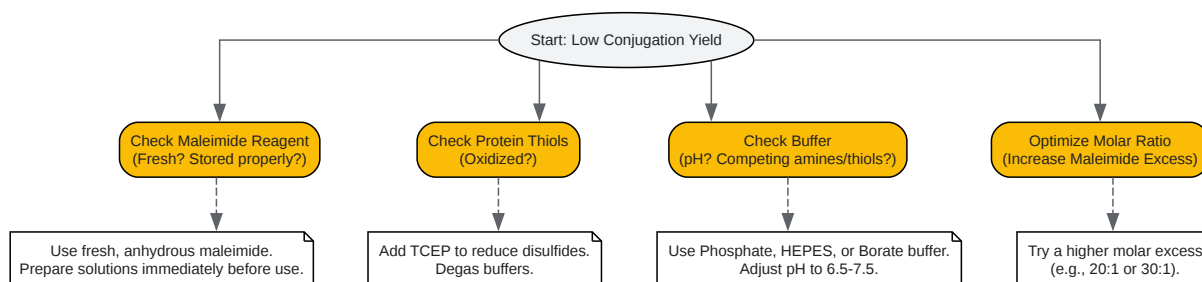 Start: Low Conjugation Yield
Check Maleimide Reagent
(Fresh? Stored properly?)
Check Protein Thiols
(Oxidized?)
Check Buffer
(pH? Competing amines/thiols?)
Optimize Molar Ratio
(Increase Maleimide Excess)
Use fresh, anhydrous maleimide.
Prepare solutions immediately before use.
Add TCEP to reduce disulfides.
Degas buffers.
Use Phosphate, HEPES, or Borate buffer.
Adjust pH to 6.5-7.5.
Try a higher molar excess
(e.g., 20:1 or 30:1).